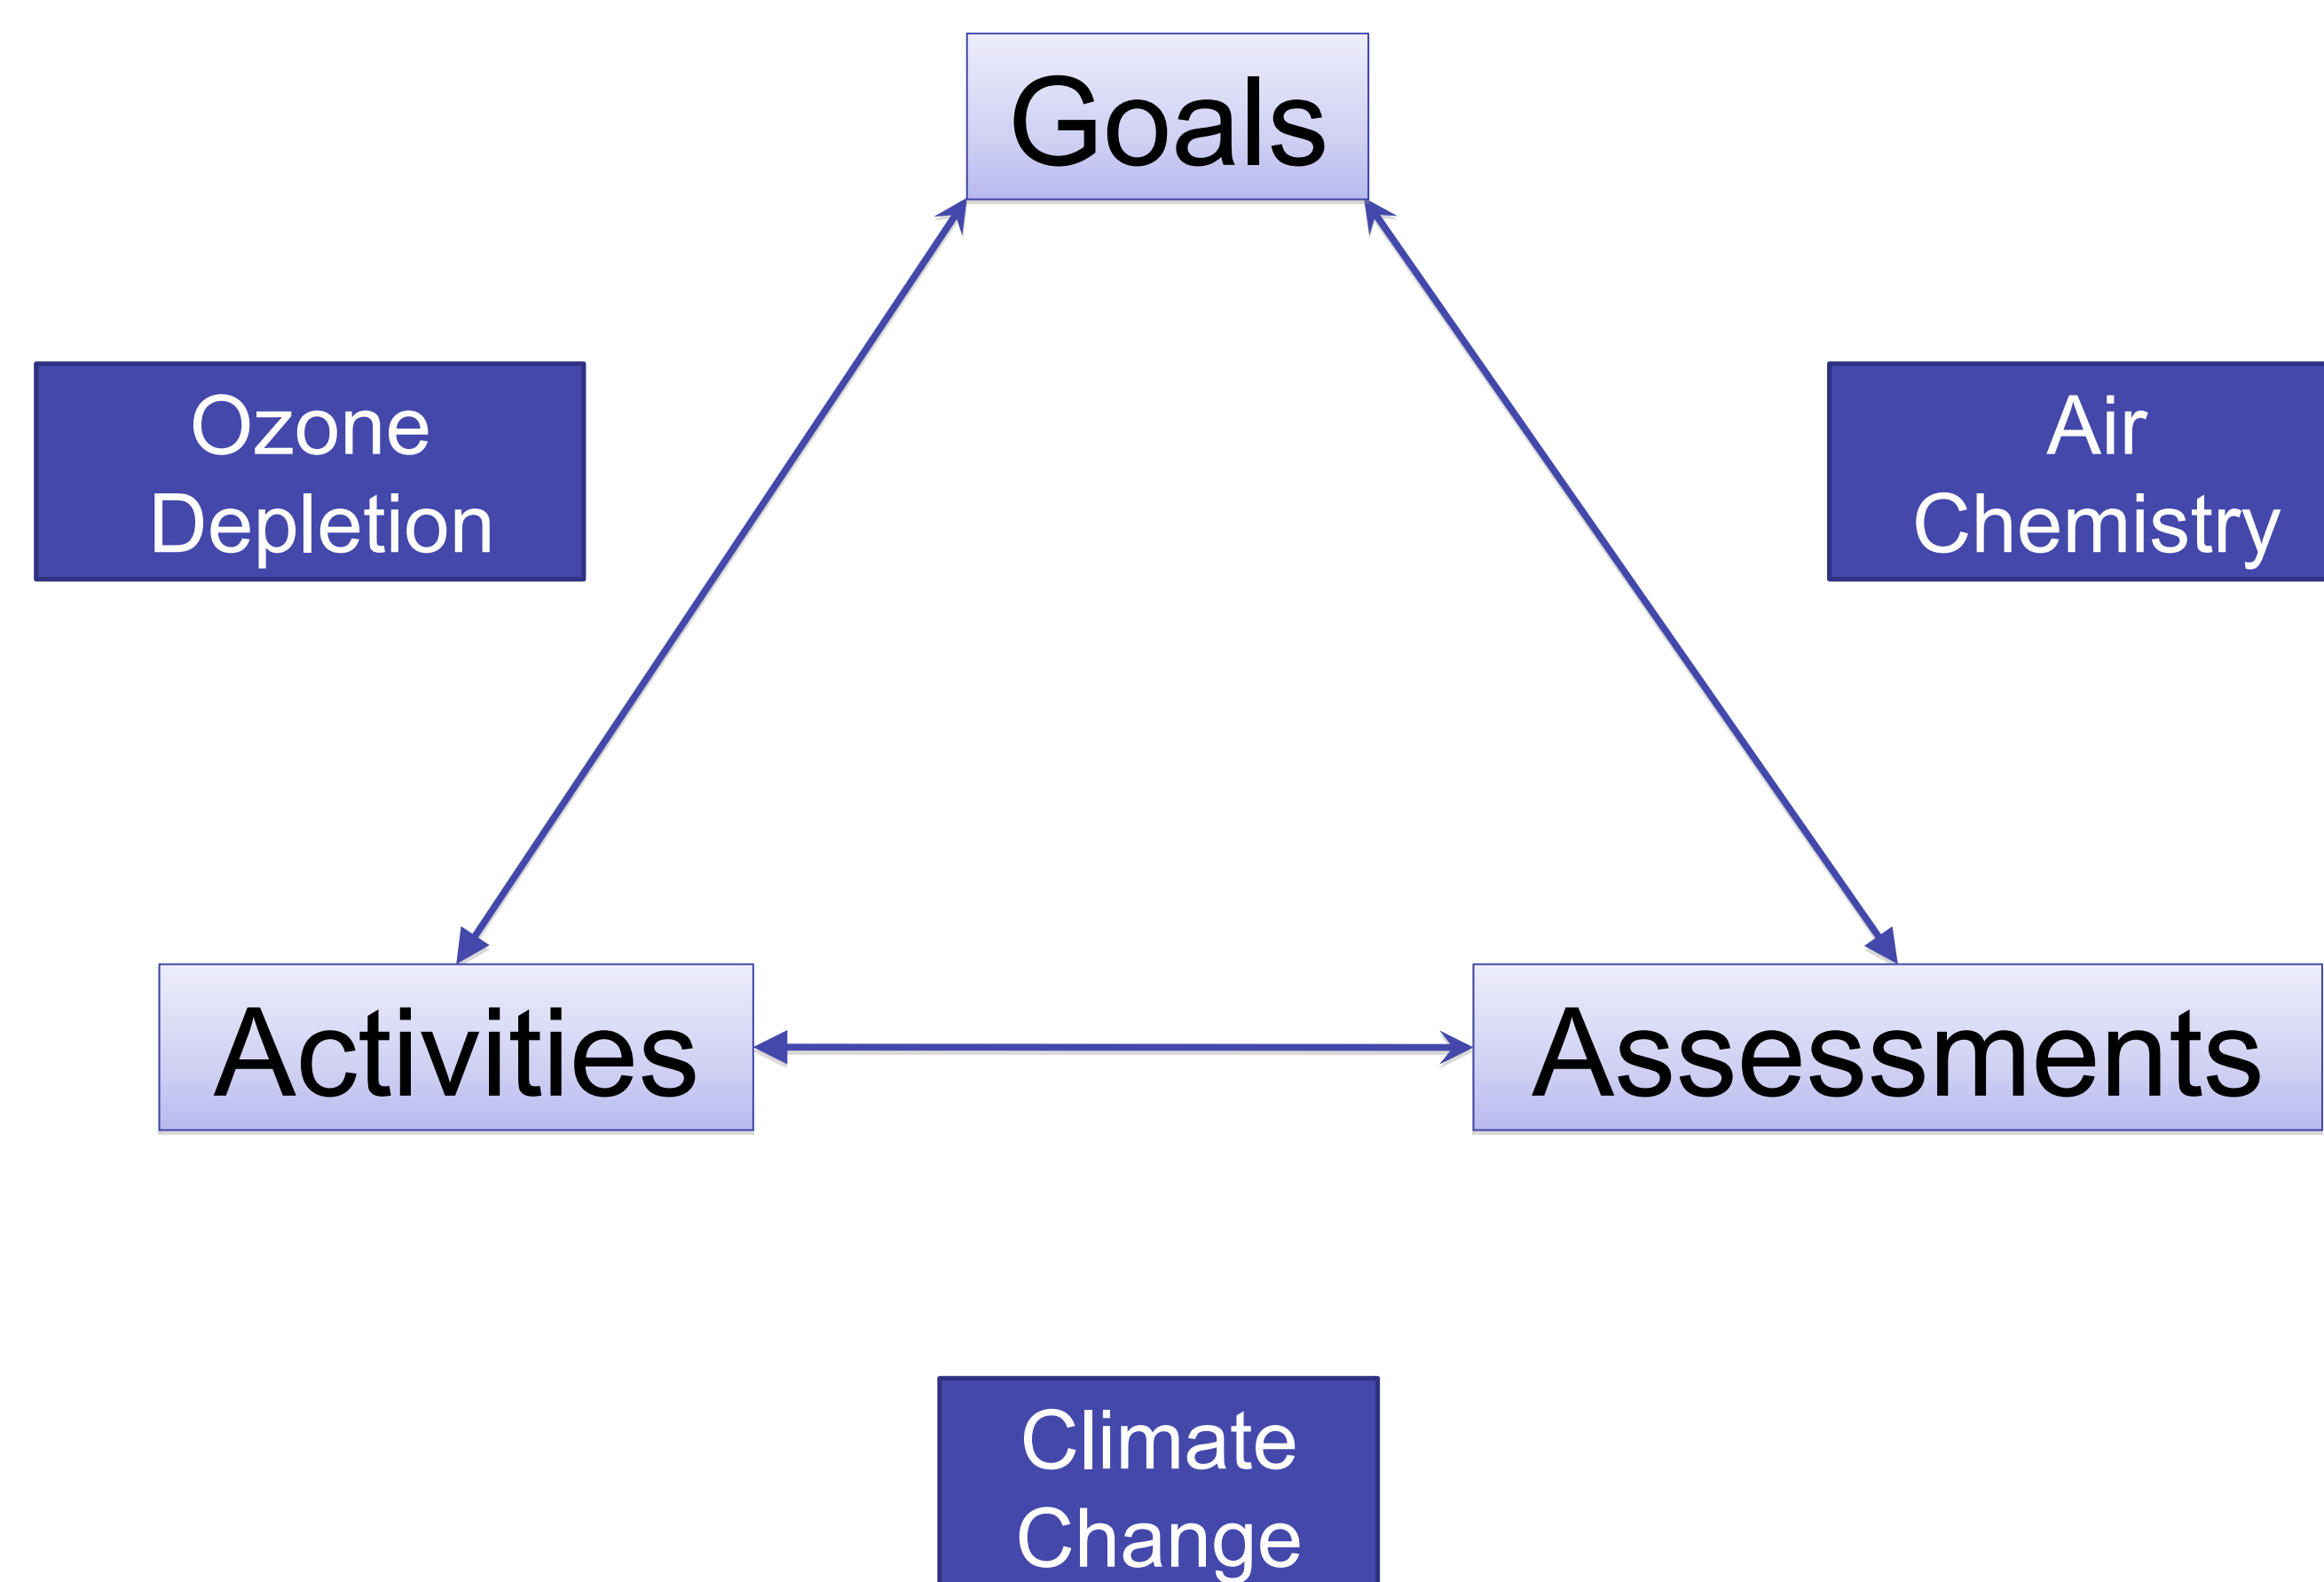 Goals
Ozone
Depletion
Air
Chemistry
Activities
Assessments
Climate
Change